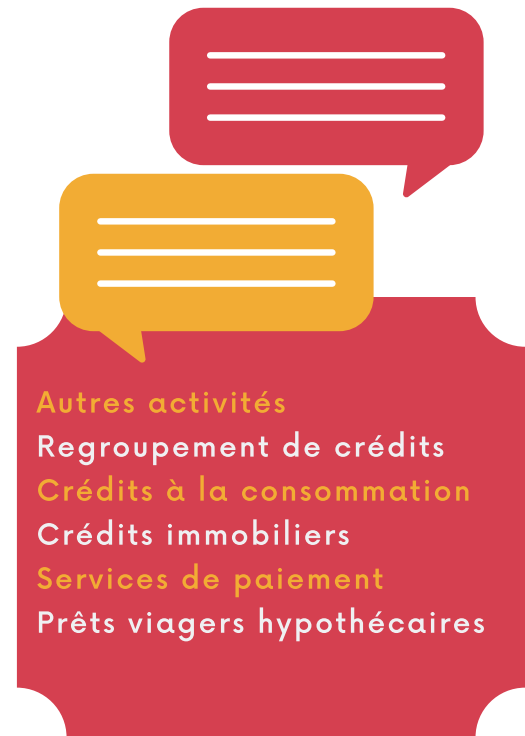 Autres activités
Regroupement de crédits
Crédits à la consommation
Crédits immobiliers
Services de paiement
Prêts viagers hypothécaires